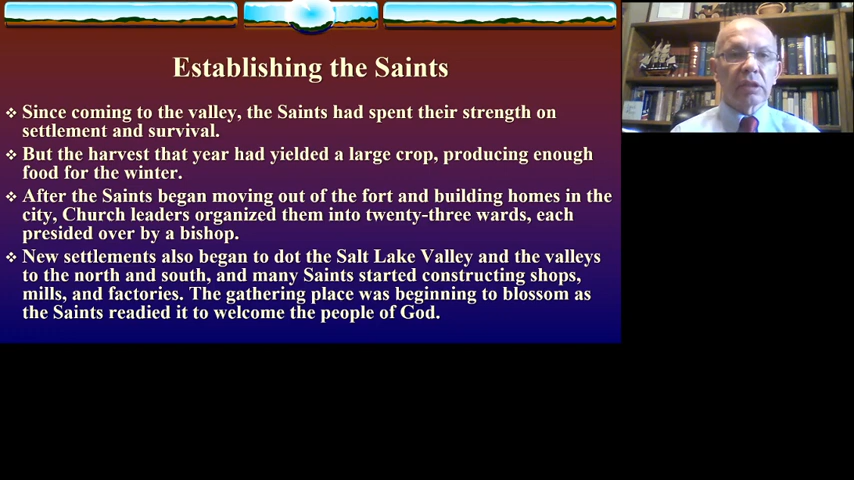 Establishing the Saints
❖ Since coming to the valley, the Saints had spent their strength on
settlement and survival.
❖ But the harvest that year had yielded a large crop, producing enough
food for the winter.
❖ After the Saints began moving out of the fort and building homes in the
city, Church leaders organized them into twenty-three wards, each
presided over by a bishop.
❖ New settlements also began to dot the Salt Lake Valley and the valleys
to the north and south, and many Saints started constructing shops,
mills, and factories. The gathering place was beginning to blossom as
the Saints readied it to welcome the people of God.